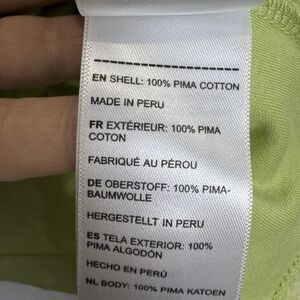 EN SHELL: 100% PIMA COTTON
MADE IN PERU
FR EXTÉRIEUR: 100% PIMA
COTON
FABRIQUÉ AU PÉROU
DE OBERSTOFF: 100% PIMA-
BAUMWOLLE
HERGESTELLT IN PERU
ES TELA EXTERIOR: 100%
PIMA ALGODÓN
HECHO EN PERÚ
NL BODY: 100% PIMA KATOEN